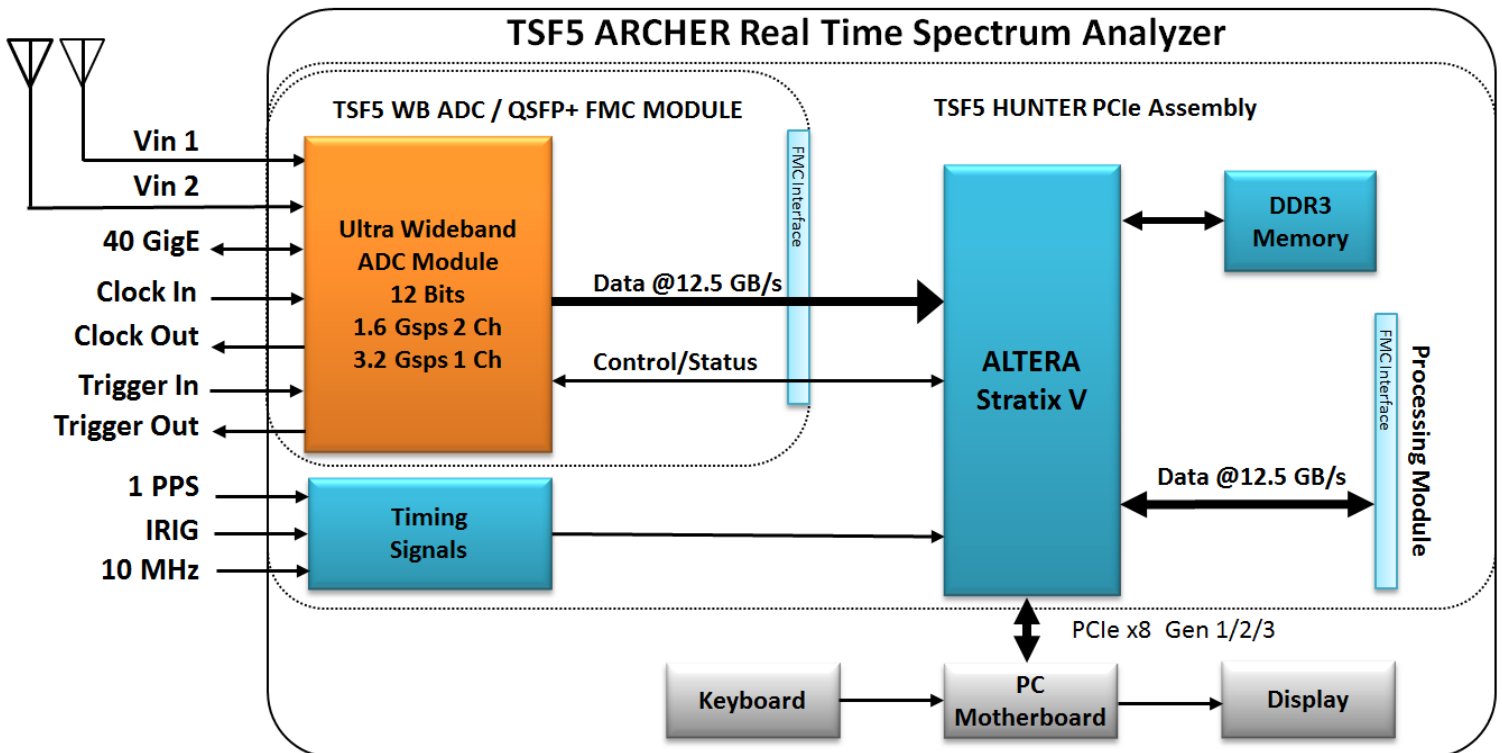 TSF5 ARCHER Real Time Spectrum Analyzer
TSF5 WB ADC / QSFP+ FMC MODULE
TSF5 HUNTER PCIe Assembly
Vin 1
Vin 2
40 GigE
Clock In
Clock Out
Trigger In
Trigger Out
1 PPS
IRIG
10 MHz
Ultra Wideband
ADC Module
12 Bits
1.6 Gsps 2 Ch
3.2 Gsps 1 Ch
Timing
Signals
Data @12.5 GB/s
Control/Status
FMC Interface
ALTERA
Stratix V
DDR3
Memory
Data @12.5 GB/s
FMC Interface
Processing Module
PCIe x8 Gen 1/2/3
Keyboard
PC
Motherboard
Display